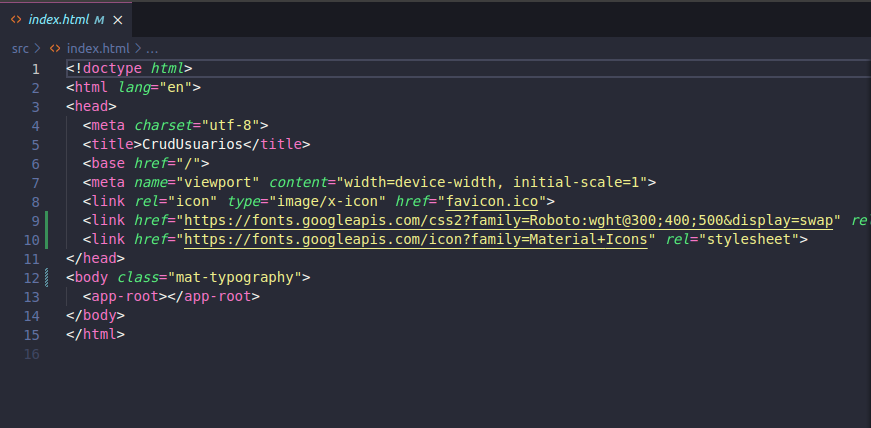 index.html M
src > index.html > ...
1 <!doctype html>
2 <html lang="en">
3 <head>
4   <meta charset="utf-8">
5   <title>CrudUsuarios</title>
6   <base href="/">
7   <meta name="viewport" content="width=device-width, initial-scale=1">
8   <link rel="icon" type="image/x-icon" href="favicon.ico">
9   <link href="https://fonts.googleapis.com/css2?family=Roboto:wght@300;400;500&display=swap" re
10   <link href="https://fonts.googleapis.com/icon?family=Material+Icons" rel="stylesheet">
11 </head>
12 <body class="mat-typography">
13   <app-root></app-root>
14 </body>
15 </html>
16